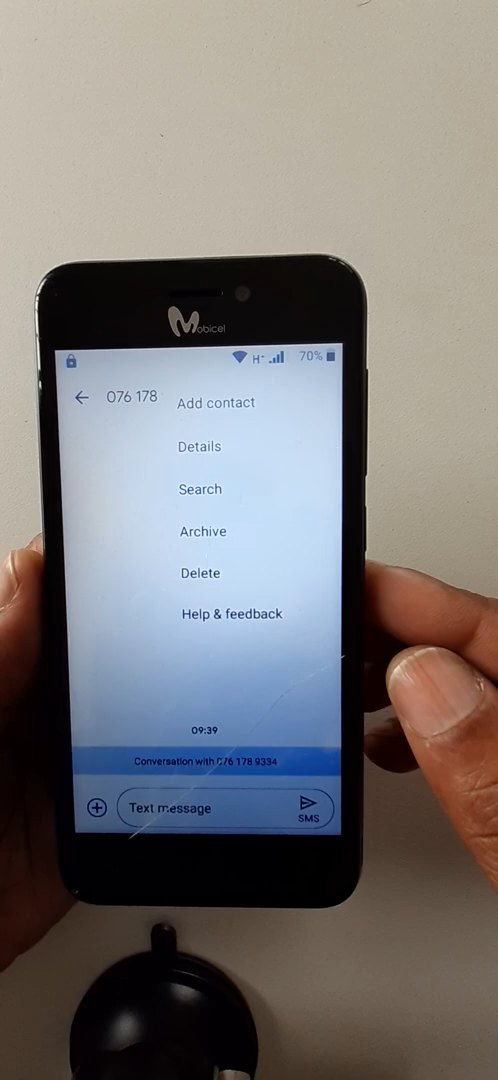 Mobicel
H+ 70%
076 178
Add contact
Details
Search
Archive
Delete
Help & feedback
09:39
Conversation with 076 178 9334
Text message
SMS